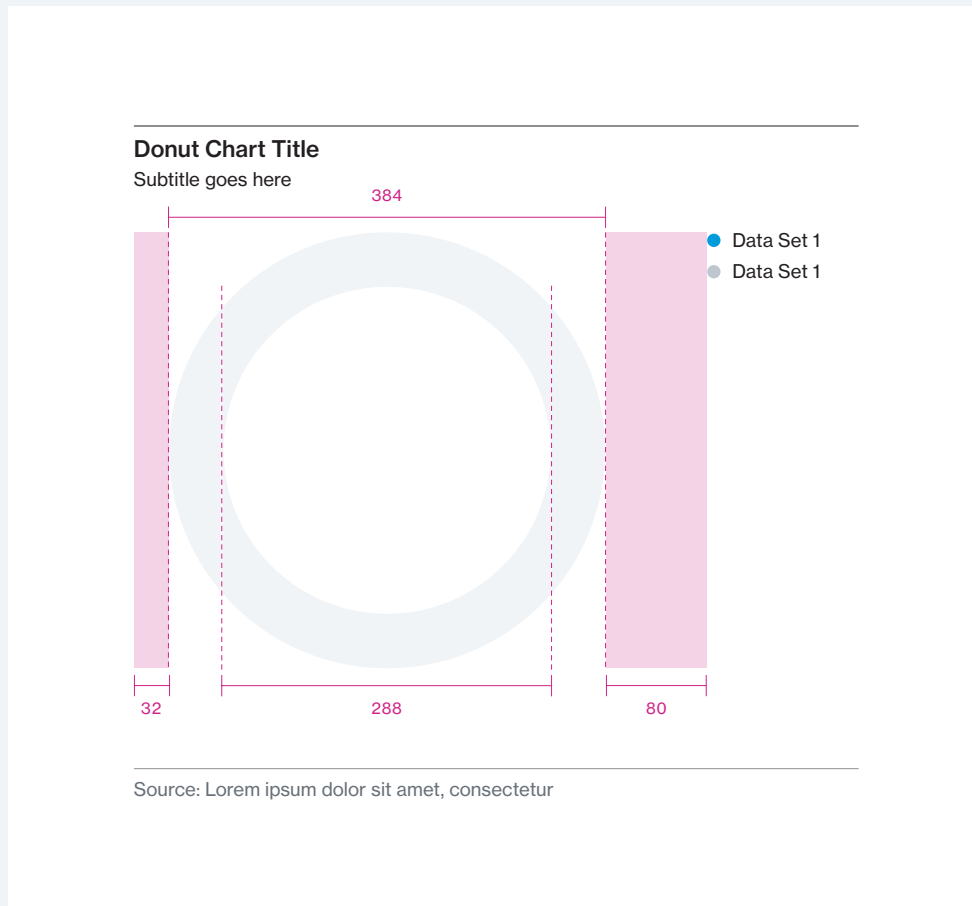 Donut Chart Title
Subtitle goes here
384
Data Set 1
Data Set 1
32
288
80
Source: Lorem ipsum dolor sit amet, consectetur